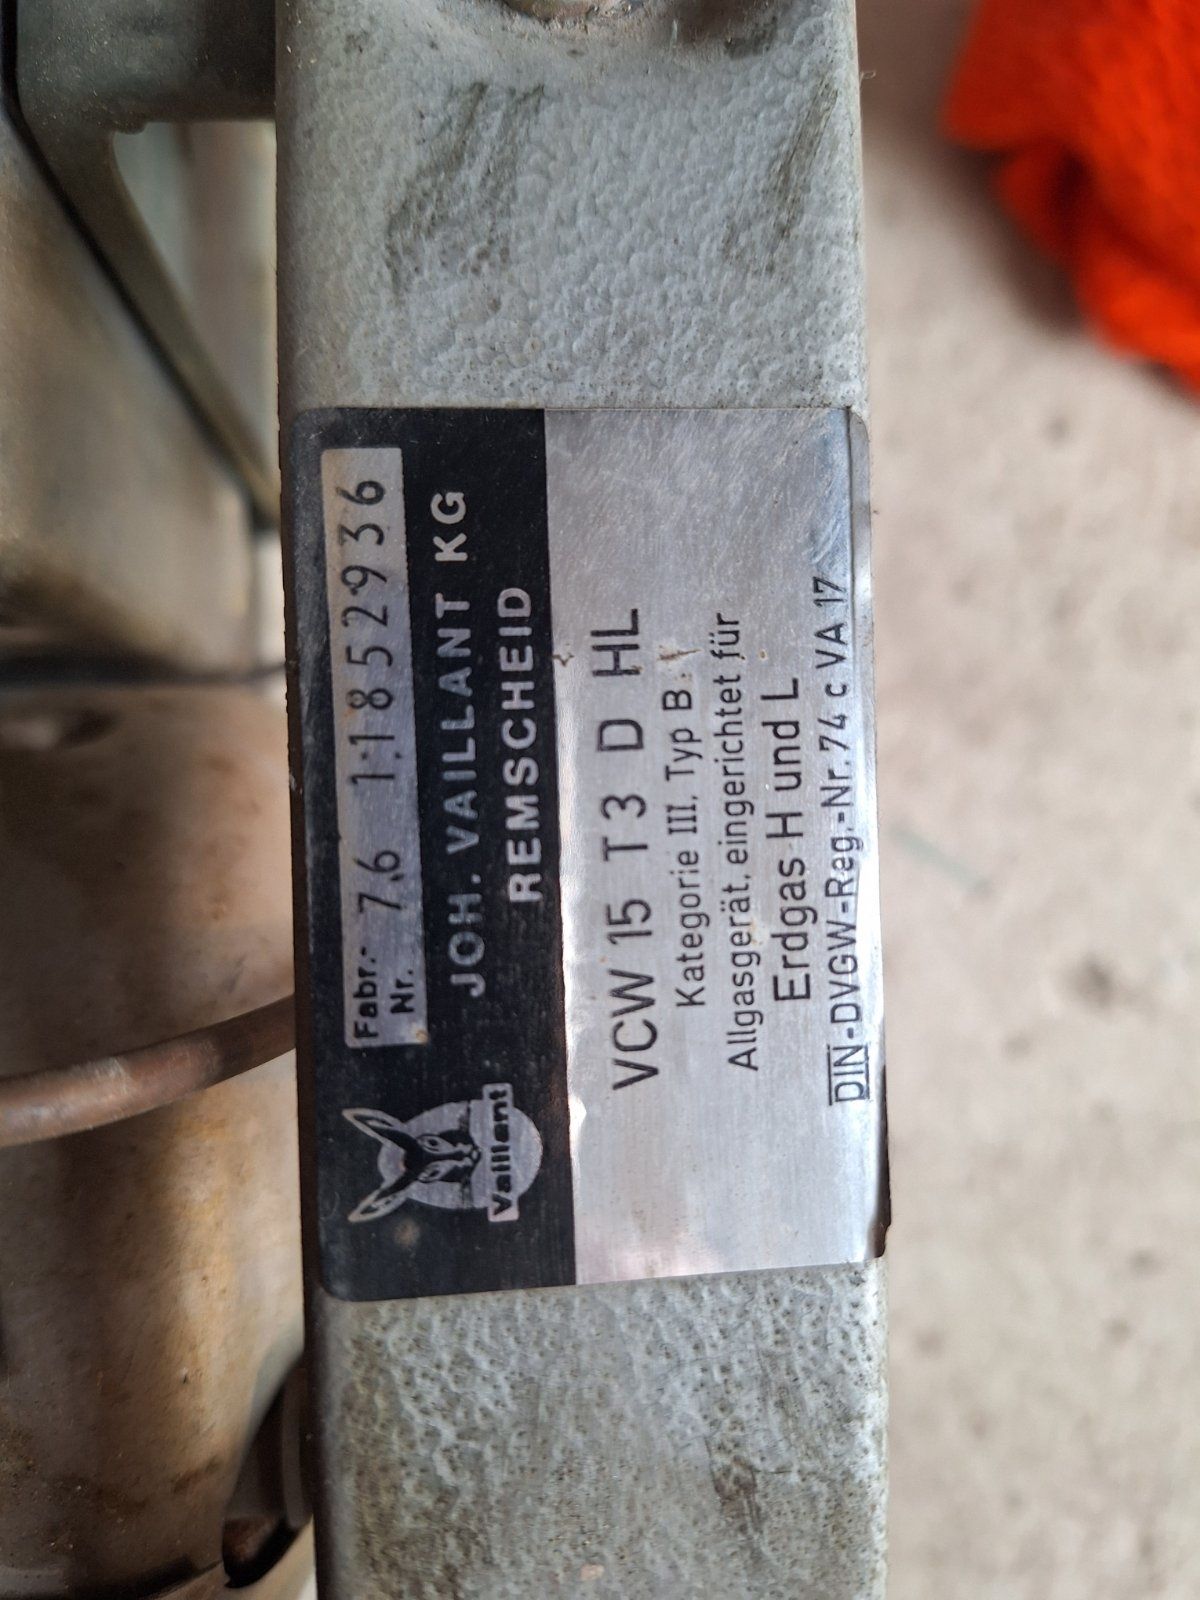 Fabr.- Nr. 7.6 1.1852936
JOH. VAILLANT KG
REMSCHEID
Vaillant
VCW 15 T 3 D HL
Kategorie III, Typ B.
Allgasgerät, eingerichtet für
Erdgas H und L
DIN-DVGW-Reg.-Nr. 74 c VA 17